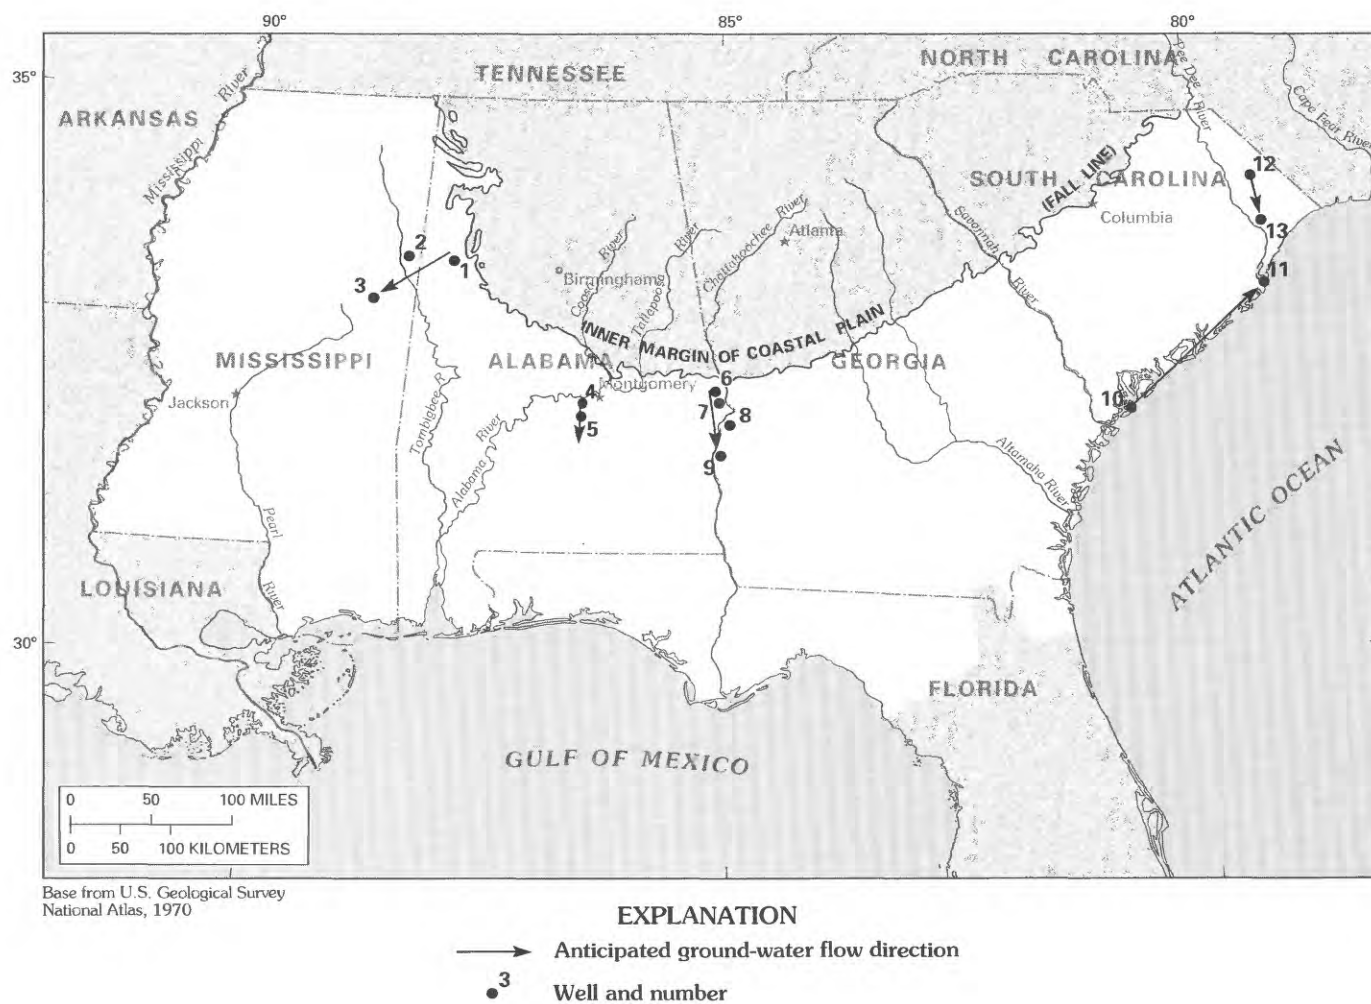 90°
85°
80°
35°
30°
TENNESSEE
NORTH CAROLINA
ARKANSAS
Mississippi River
Pee Dee River
Cape Fear River
SOUTH CAROLINA
(FALL LINE)
Columbia
Savannah River
12
13
11
10
2
1
3
Birmingham
Coosa River
Tallapoosa River
Chattahoochee River
Atlanta
INNER MARGIN OF COASTAL PLAIN
MISSISSIPPI
ALABAMA
GEORGIA
Jackson
Montgomery
4
5
6
7
8
9
Tombigbee R.
Alabama River
Altamaha River
Pearl River
LOUISIANA
FLORIDA
ATLANTIC OCEAN
GULF OF MEXICO
0 50 100 MILES
0 50 100 KILOMETERS
Base from U.S. Geological Survey
National Atlas, 1970
EXPLANATION
Anticipated ground-water flow direction
3 Well and number